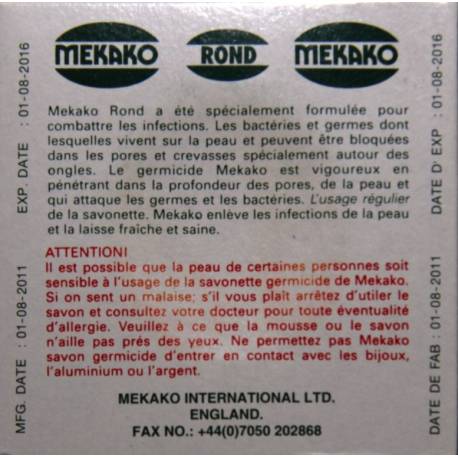 MEKAKO ROND MEKAKO
Mekako Rond a été spécialement formulée pour
combattre les infections. Les bactéries et germes dont
lesquelles vivent sur la peau et peuvent être bloquées
dans les pores et crevasses spécialement autour des
ongles. Le germicide Mekako est vigoureux en
pénétrant dans la profondeur des pores, de la peau et
qui attaque les germes et les bactéries. L'usage régulier
de la savonette. Mekako enlève les infections de la peau
et la laisse fraîche et saine.
ATTENTION!
Il est possible que la peau de certaines personnes soit
sensible à l'usage de la savonette germicide de Mekako.
Si on sent un malaise; s'il vous plaît arrêtez d'utiler le
savon et consultez votre docteur pour toute éventualité
d'allergie. Veuillez à ce que la mousse ou le savon
n'aille pas prés des yeux. Ne permettez pas Mekako
savon germicide d'entrer en contact avec les bijoux,
l'aluminium ou l'argent.
MEKAKO INTERNATIONAL LTD.
ENGLAND.
FAX NO.: +44(0)7050 202868
MFG. DATE : 01-08-2011 EXP. DATE : 01-08-2016
DATE DE FAB : 01-08-2011 DATE D' EXP : 01-08-2016